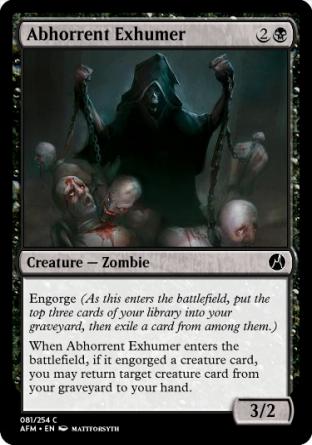 Abhorrent Exhumer 2
Creature — Zombie
Engorge (As this enters the battlefield, put the
top three cards of your library into your
graveyard, then exile a card from among them.)
When Abhorrent Exhumer enters the
battlefield, if it engorged a creature card,
you may return target creature card from
your graveyard to your hand.
3/2
081/254 C
AFM • EN MATTFORSYTH